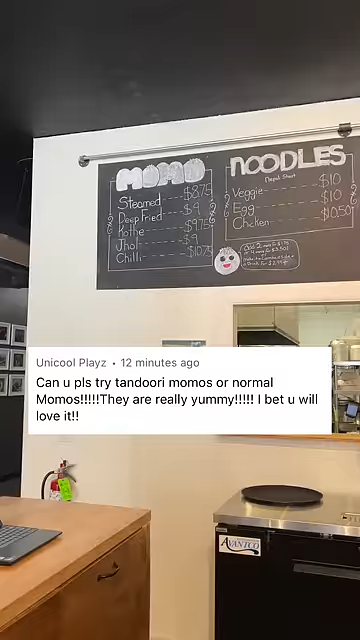 MOMO
Steamed $8.75
Deep Fried $9
Kothe $9.75
Jhol $9
Chilli $10.75
NOODLES
Nepal Short
Veggie $10
Egg $10
Chicken $10.50
Unicool Playz • 12 minutes ago
Can u pls try tandoori momos or normal
Momos!!!!!They are really yummy!!!!! I bet u will
love it!!
AVANTCO